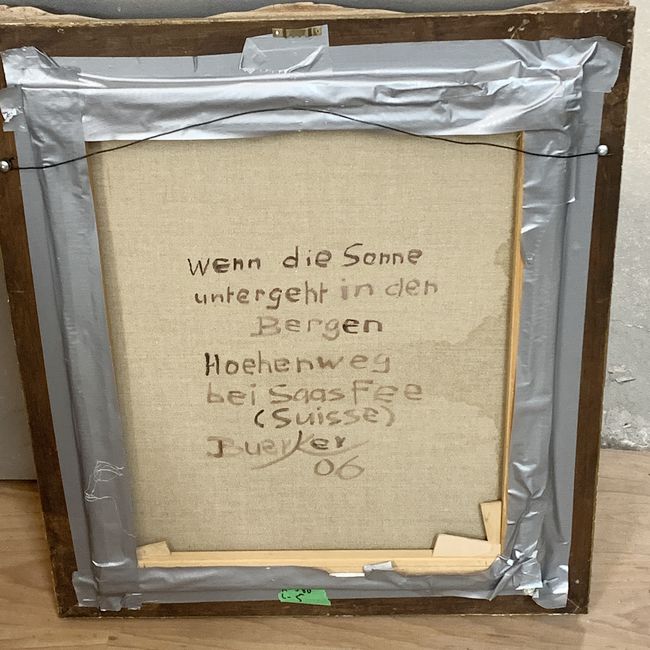 Wenn die Sonne
untergeht in den
Bergen
Hoehenweg
bei Saas Fee
(Suisse)
Buerker
06